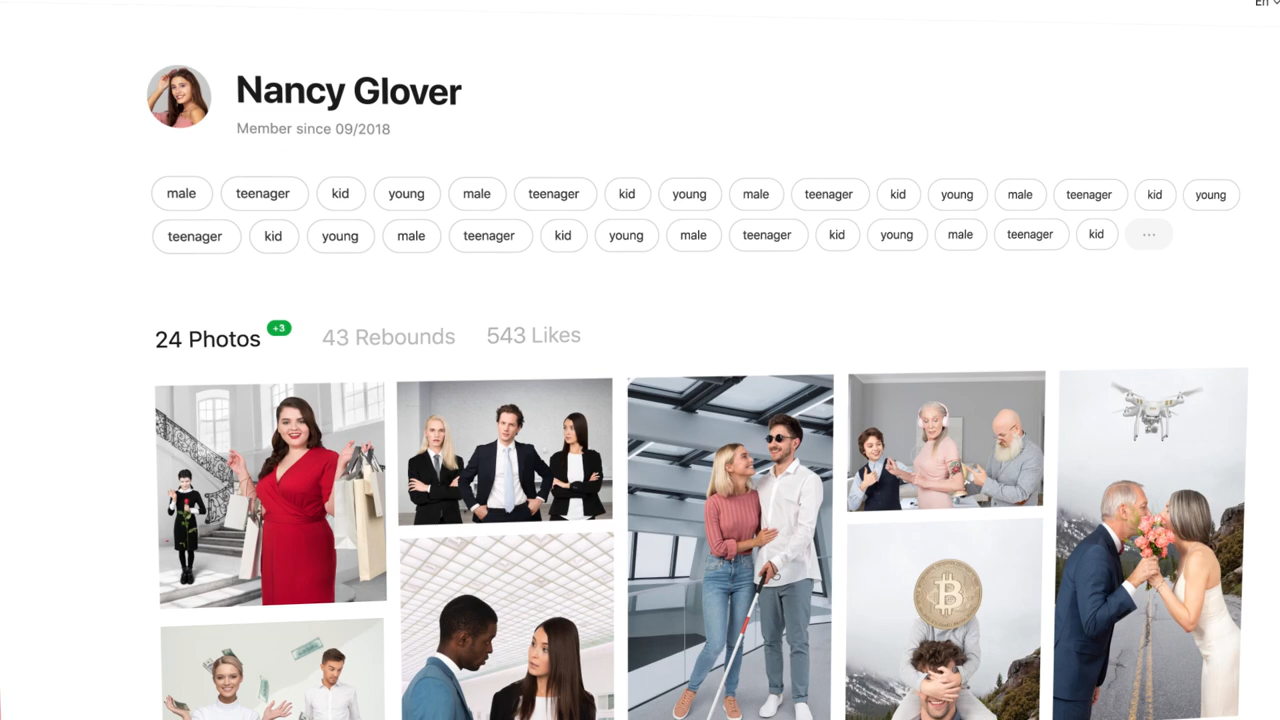 En
Nancy Glover
Member since 09/2018
male teenager kid young male teenager kid young male teenager kid young male teenager kid young
teenager kid young male teenager kid young male teenager kid young male teenager kid ...
24 Photos +3 43 Rebounds 543 Likes